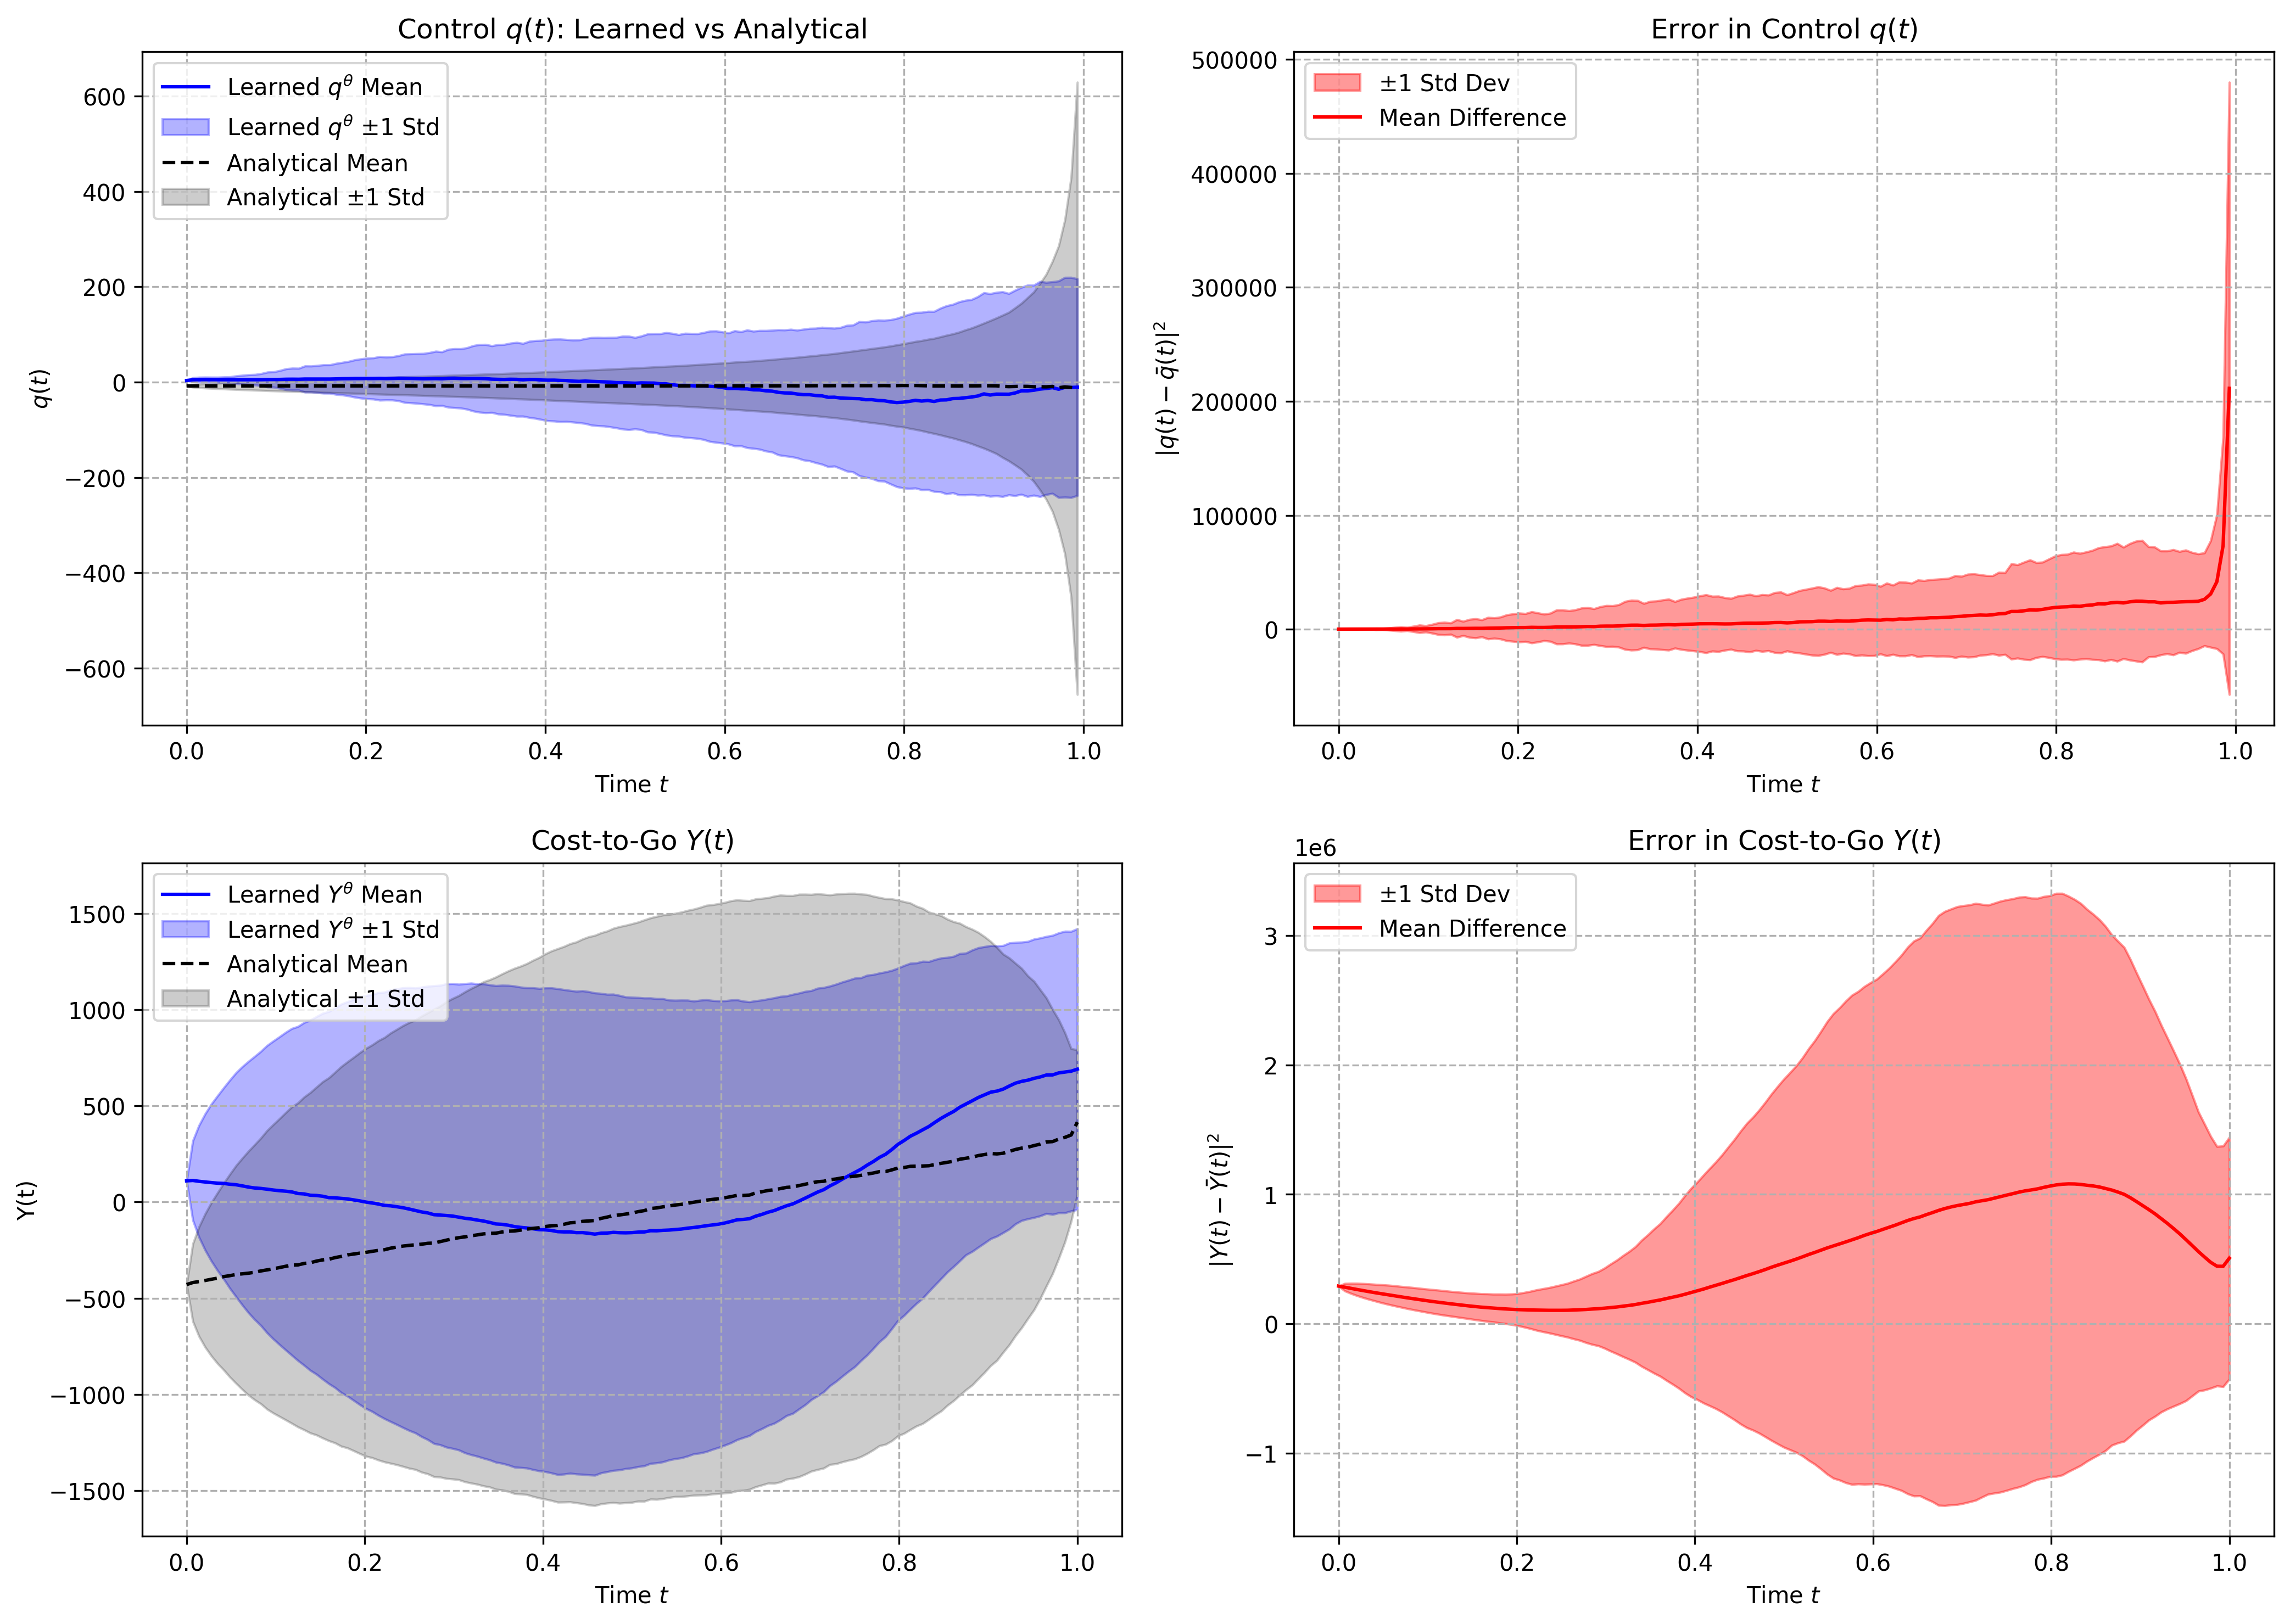 Control q(t): Learned vs Analytical
Learned q^θ Mean
Learned q^θ ±1 Std
Analytical Mean
Analytical ±1 Std
q(t)
600
400
200
0
−200
−400
−600
0.0 0.2 0.4 0.6 0.8 1.0
Time t
Error in Control q(t)
±1 Std Dev
Mean Difference
|q(t) − q̄(t)|²
500000
400000
300000
200000
100000
0
0.0 0.2 0.4 0.6 0.8 1.0
Time t
Cost-to-Go Y(t)
Learned Y^θ Mean
Learned Y^θ ±1 Std
Analytical Mean
Analytical ±1 Std
Y(t)
1500
1000
500
0
−500
−1000
−1500
0.0 0.2 0.4 0.6 0.8 1.0
Time t
Error in Cost-to-Go Y(t)
1e6
±1 Std Dev
Mean Difference
|Y(t) − Ȳ(t)|²
3
2
1
0
−1
0.0 0.2 0.4 0.6 0.8 1.0
Time t